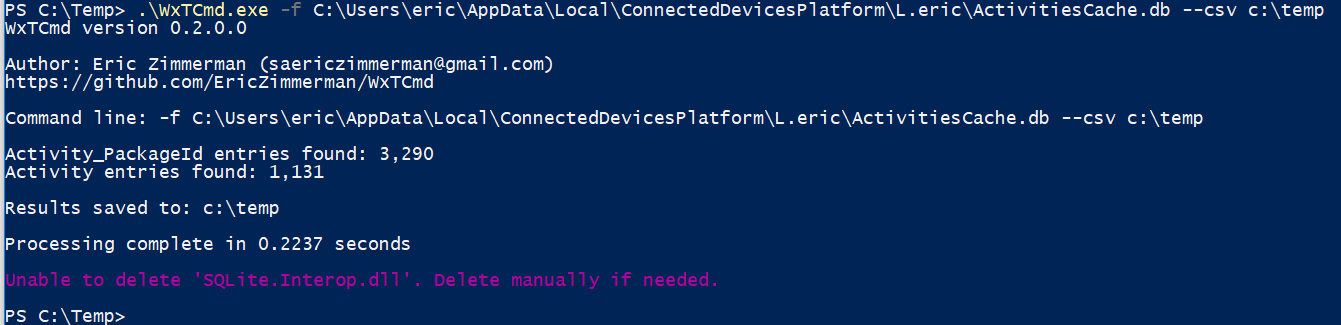 PS C:\Temp> .\WxTCmd.exe -f C:\Users\eric\AppData\Local\ConnectedDevicesPlatform\L.eric\ActivitiesCache.db --csv c:\temp
WxTCmd version 0.2.0.0
Author: Eric Zimmerman (saericzimmerman@gmail.com)
https://github.com/EricZimmerman/WxTCmd
Command line: -f C:\Users\eric\AppData\Local\ConnectedDevicesPlatform\L.eric\ActivitiesCache.db --csv c:\temp
Activity_PackageId entries found: 3,290
Activity entries found: 1,131
Results saved to: c:\temp
Processing complete in 0.2237 seconds
Unable to delete 'SQLite.Interop.dll'. Delete manually if needed.
PS C:\Temp>